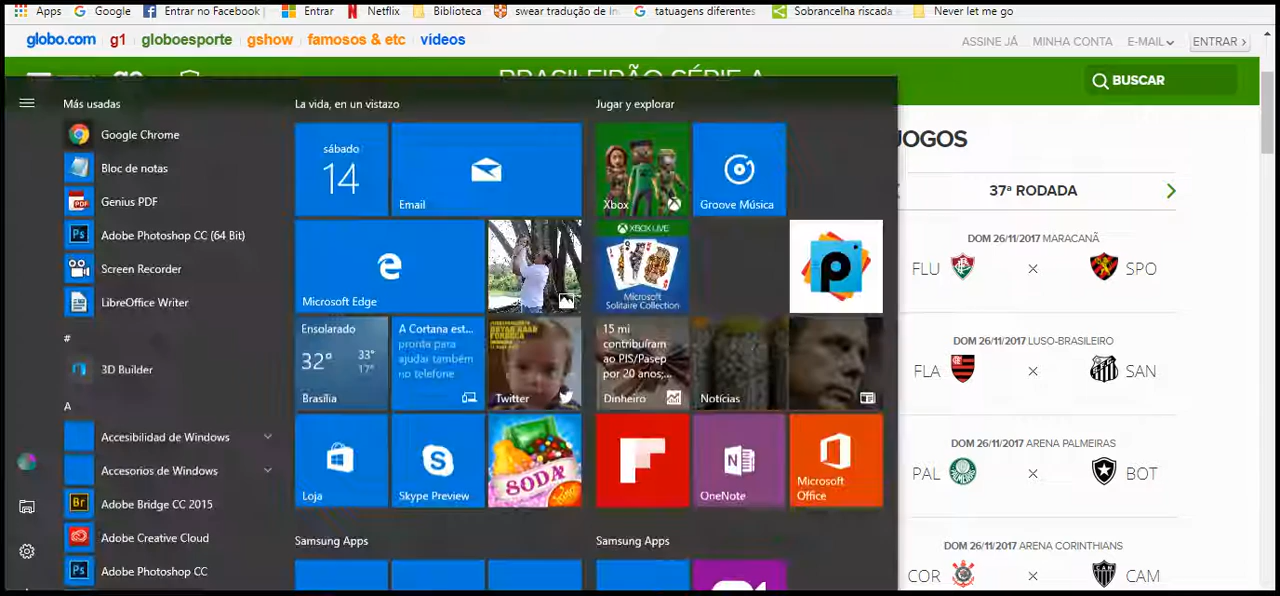 Apps Google Entrar no Facebook Entrar Netflix Biblioteca swear tradução de In tatuagens diferentes Sobrancelha riscada Never let me go
globo.com g1 globoesporte gshow famosos & etc vídeos ASSINE JÁ MINHA CONTA E-MAIL ENTRAR
BRASILEIRÃO SÉRIE A
BUSCAR
Más usadas
Google Chrome
Bloc de notas
Genius PDF
Adobe Photoshop CC (64 Bit)
Screen Recorder
LibreOffice Writer
#
3D Builder
A
Accesibilidad de Windows
Accesorios de Windows
Adobe Bridge CC 2015
Adobe Creative Cloud
Adobe Photoshop CC
La vida, en un vistazo
sábado
14
Email
Microsoft Edge
Ensolarado
32° 33°
17°
Brasília
A Cortana est...
pronta para
ajudar também
no telefone
Twitter
Loja
Skype Preview
SODA
Samsung Apps
Jugar y explorar
Xbox
Groove Música
XBOX LIVE
Microsoft
Solitaire Collection
15 mi
contribuíram
ao PIS/Pasep
por 20 anos;...
Dinheiro
Notícias
OneNote
Microsoft
Office
Samsung Apps
JOGOS
37ª RODADA
DOM 26/11/2017 MARACANÃ
FLU × SPO
DOM 26/11/2017 LUSO-BRASILEIRO
FLA × SAN
DOM 26/11/2017 ARENA PALMEIRAS
PAL × BOT
DOM 26/11/2017 ARENA CORINTHIANS
COR × CAM